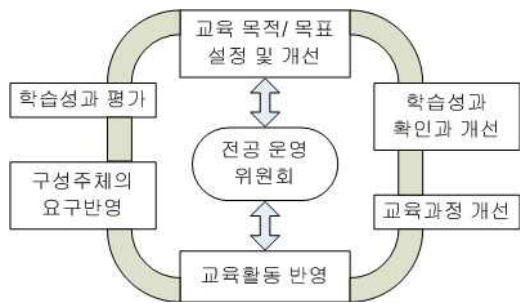 교육 목적/ 목표
설정 및 개선
학습성과 평가
학습성과
확인과 개선
전공 운영
위원회
구성주체의
요구반영
교육과정 개선
교육활동 반영